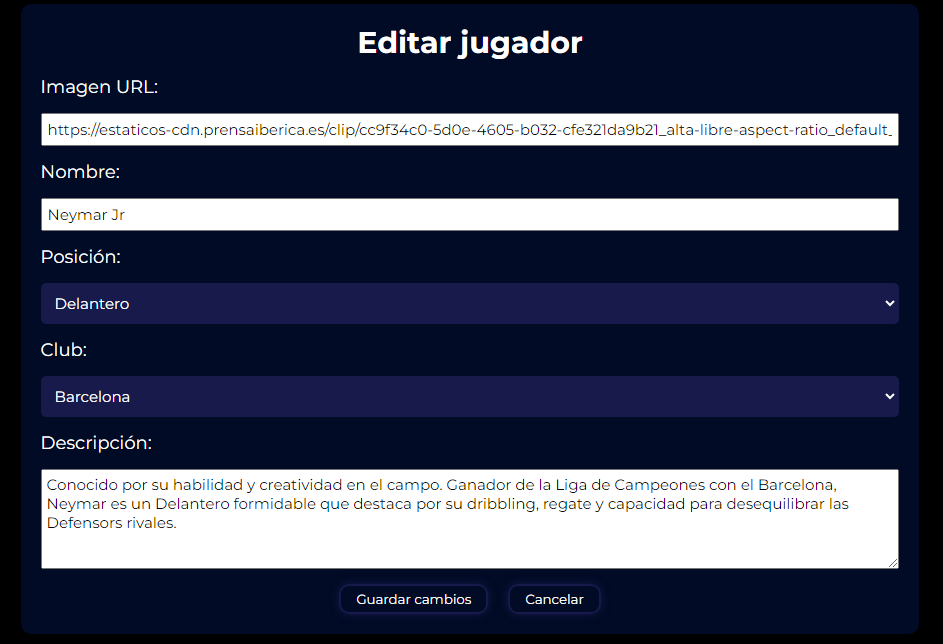 Editar jugador
Imagen URL:
https://estaticos-cdn.prensaiberica.es/clip/cc9f34c0-5d0e-4605-b032-cfe321da9b21_alta-libre-aspect-ratio_default_
Nombre:
Neymar Jr
Posición:
Delantero
Club:
Barcelona
Descripción:
Conocido por su habilidad y creatividad en el campo. Ganador de la Liga de Campeones con el Barcelona,
Neymar es un Delantero formidable que destaca por su dribbling, regate y capacidad para desequilibrar las
Defensors rivales.
Guardar cambios Cancelar